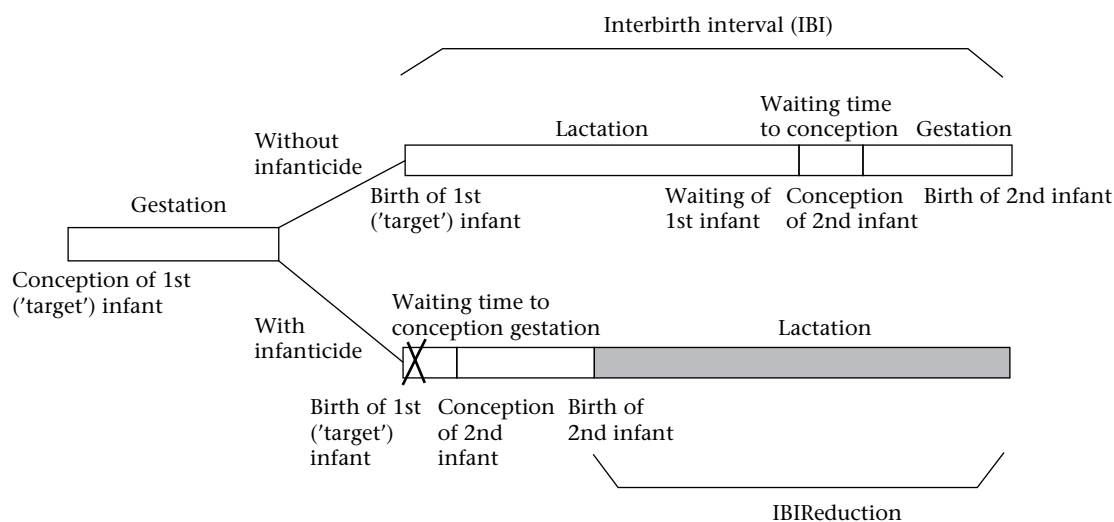 Interbirth interval (IBI)
Without
infanticide
Lactation
Waiting time
to conception
Gestation
Birth of 1st
('target') infant
Waiting of
1st infant
Conception
of 2nd infant
Birth of 2nd infant
Gestation
Conception of 1st
('target') infant
With
infanticide
Waiting time to
conception gestation
Lactation
Birth of 1st
('target')
infant
Conception
of 2nd
infant
Birth of
2nd infant
IBIReduction